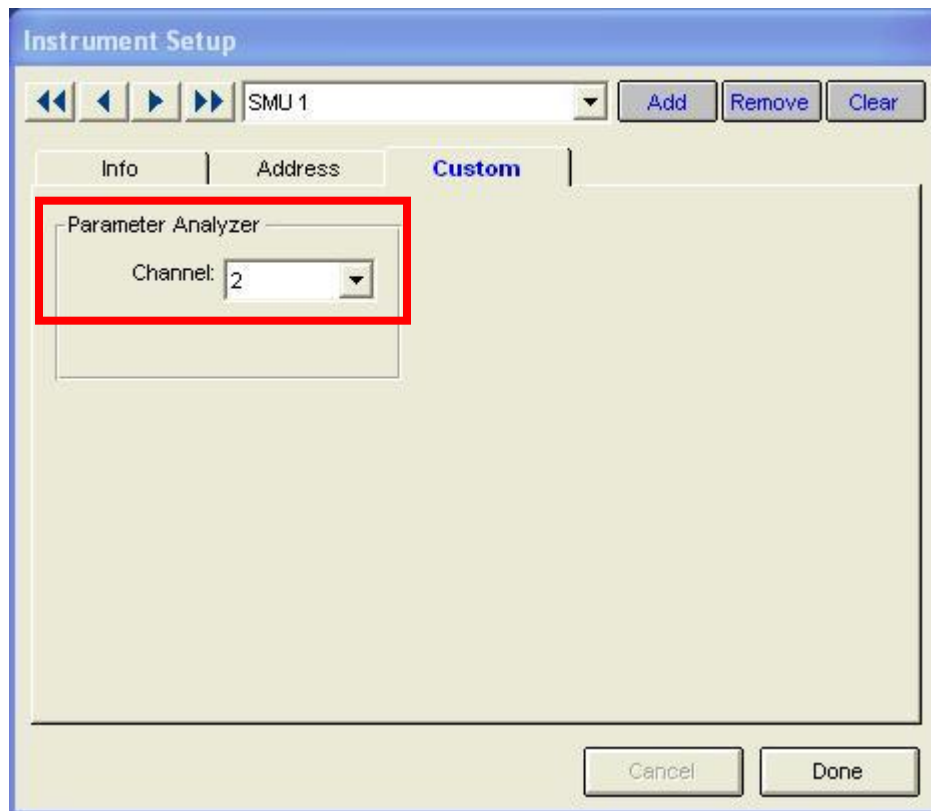 Instrument Setup
SMU 1 Add Remove Clear
Info Address Custom
Parameter Analyzer
Channel: 2
Cancel Done